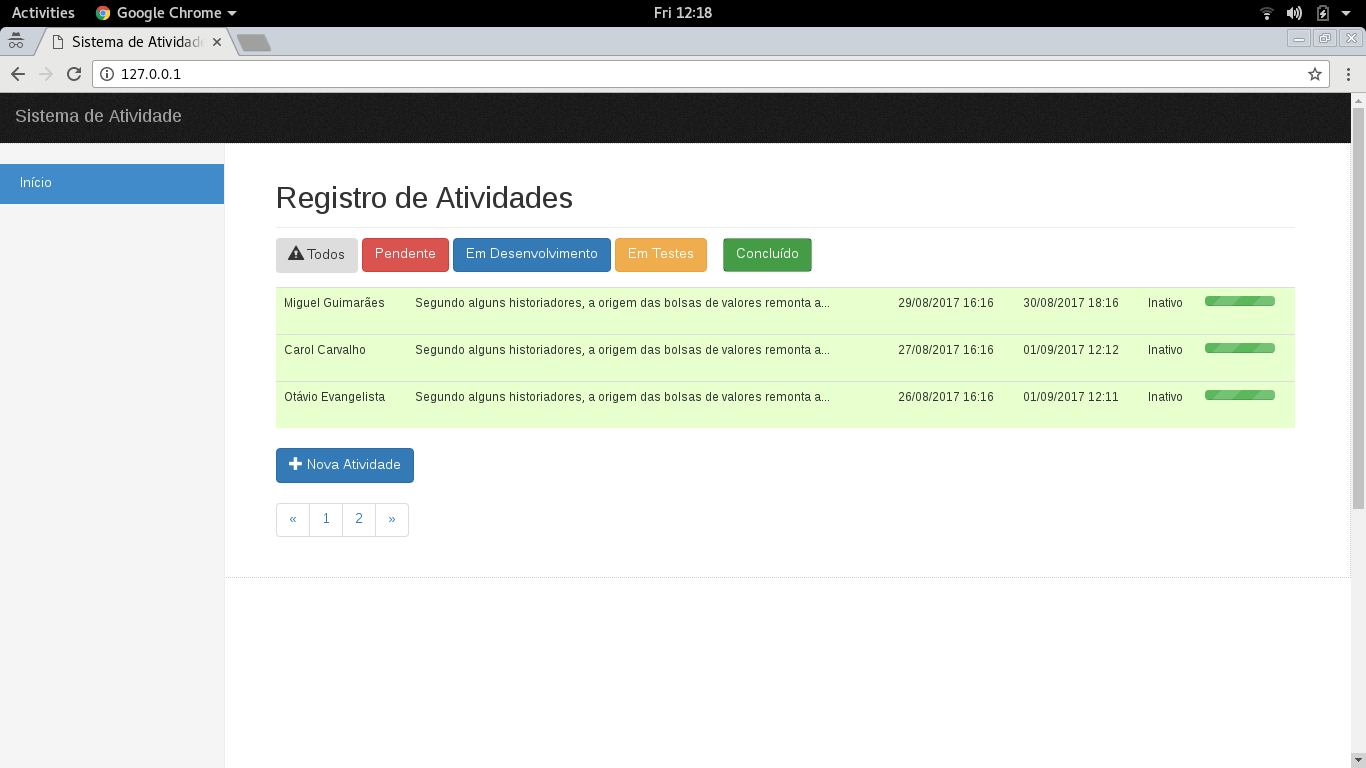 Activities Google Chrome Fri 12:18
Sistema de Atividad
127.0.0.1
Sistema de Atividade
Início
Registro de Atividades
Todos Pendente Em Desenvolvimento Em Testes Concluído
Miguel Guimarães Segundo alguns historiadores, a origem das bolsas de valores remonta a... 29/08/2017 16:16 30/08/2017 18:16 Inativo
Carol Carvalho Segundo alguns historiadores, a origem das bolsas de valores remonta a... 27/08/2017 16:16 01/09/2017 12:12 Inativo
Otávio Evangelista Segundo alguns historiadores, a origem das bolsas de valores remonta a... 26/08/2017 16:16 01/09/2017 12:11 Inativo
Nova Atividade
« 1 2 »